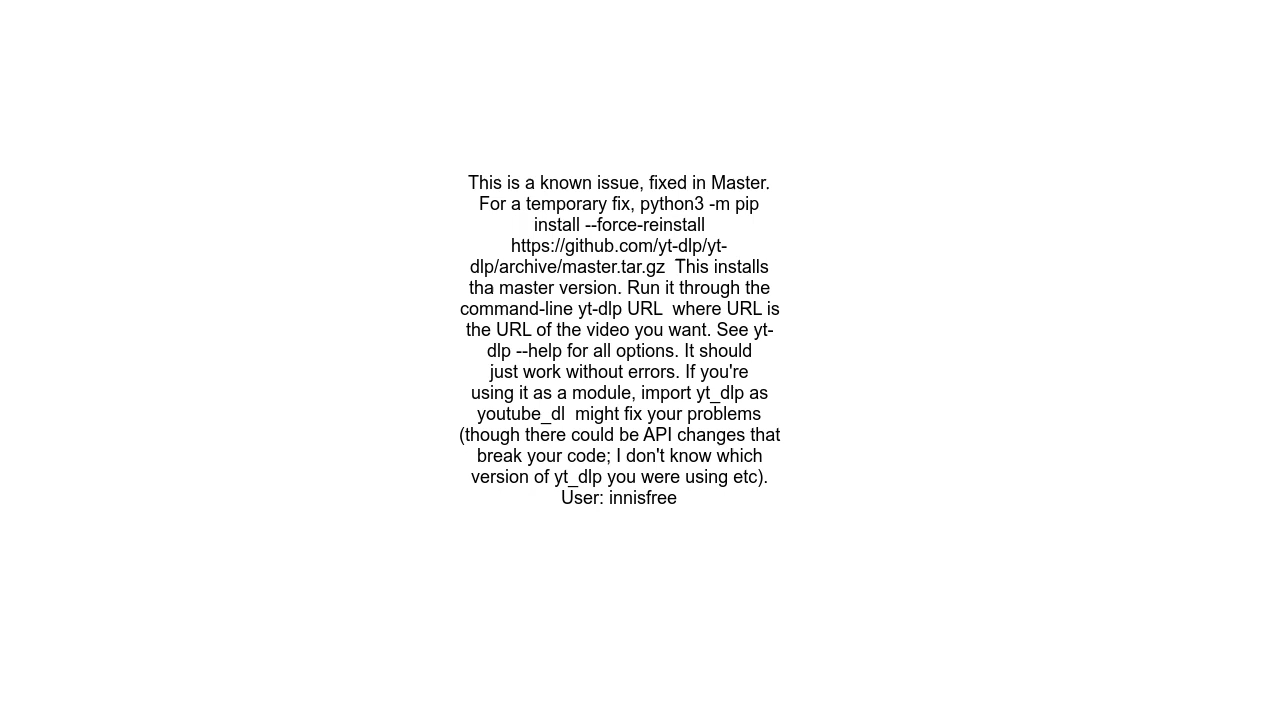 This is a known issue, fixed in Master.
For a temporary fix, python3 -m pip
install --force-reinstall
https://github.com/yt-dlp/yt-
dlp/archive/master.tar.gz  This installs
tha master version. Run it through the
command-line yt-dlp URL  where URL is
the URL of the video you want. See yt-
dlp --help for all options. It should
just work without errors. If you're
using it as a module, import yt_dlp as
youtube_dl  might fix your problems
(though there could be API changes that
break your code; I don't know which
version of yt_dlp you were using etc).
User: innisfree